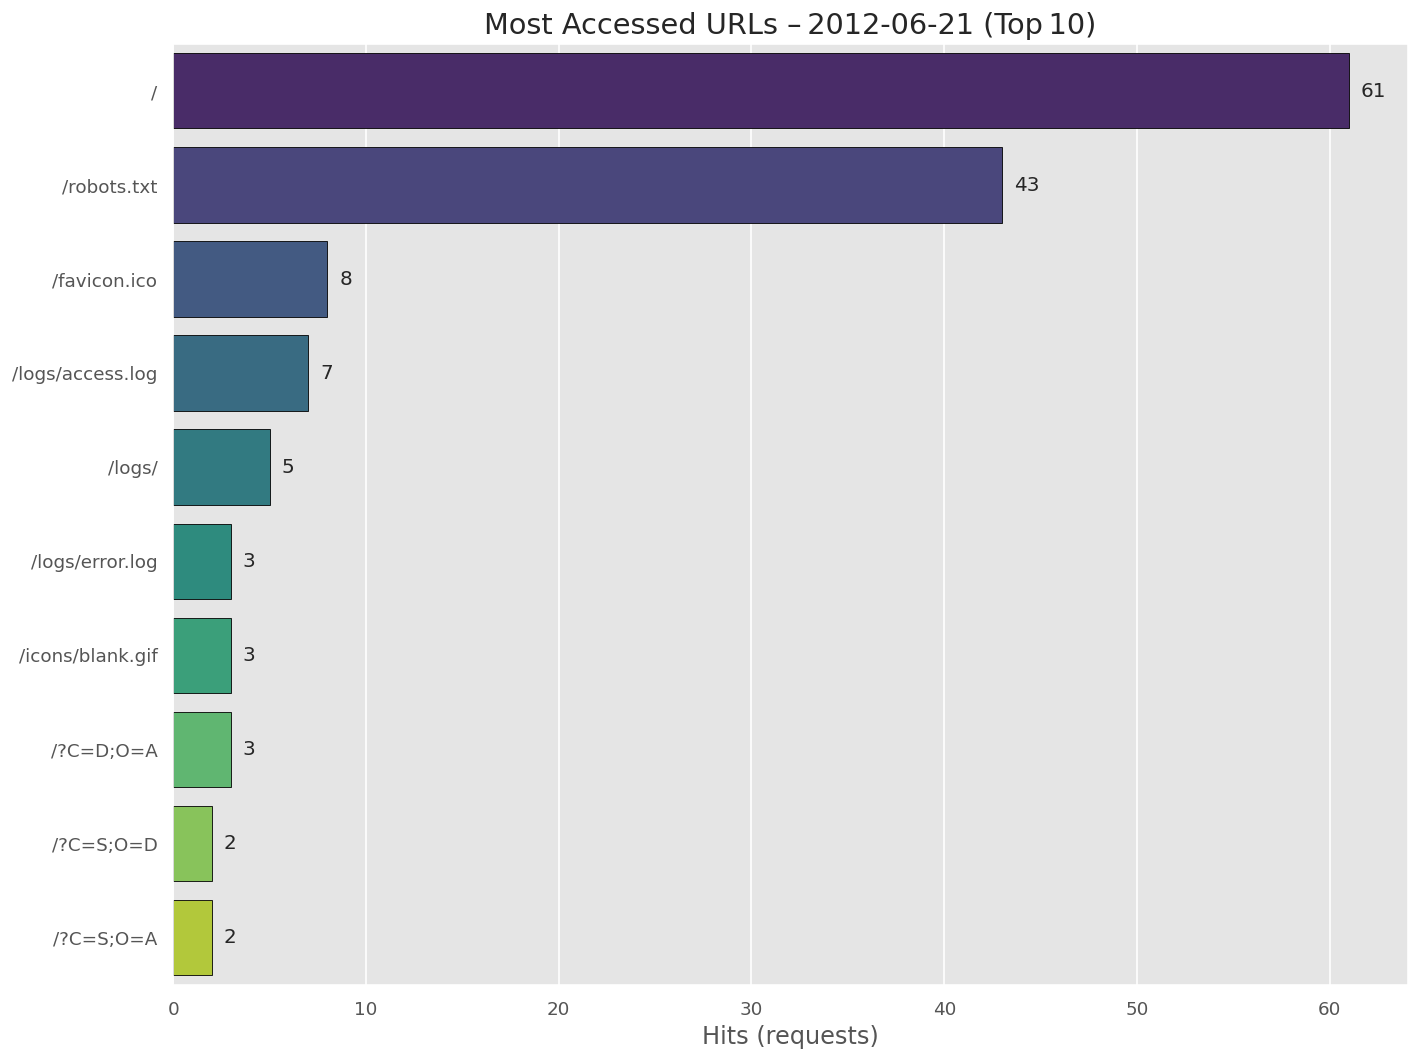 Most Accessed URLs – 2012-06-21 (Top 10)
/
61
/robots.txt
43
/favicon.ico
8
/logs/access.log
7
/logs/
5
/logs/error.log
3
/icons/blank.gif
3
/?C=D;O=A
3
/?C=S;O=D
2
/?C=S;O=A
2
0 10 20 30 40 50 60
Hits (requests)